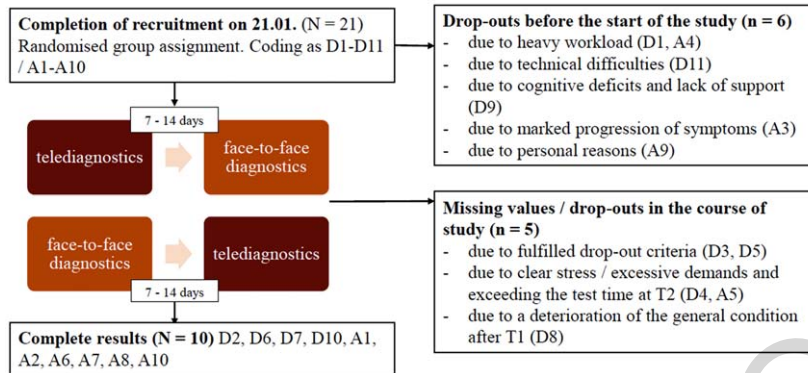 Completion of recruitment on 21.01. (N = 21)
Randomised group assignment. Coding as D1-D11
/ A1-A10
Drop-outs before the start of the study (n = 6)
- due to heavy workload (D1, A4)
- due to technical difficulties (D11)
- due to cognitive deficits and lack of support
(D9)
- due to marked progression of symptoms (A3)
- due to personal reasons (A9)
7 - 14 days
telediagnostics
face-to-face
diagnostics
face-to-face
diagnostics
telediagnostics
7 - 14 days
Missing values / drop-outs in the course of
study (n = 5)
- due to fulfilled drop-out criteria (D3, D5)
- due to clear stress / excessive demands and
exceeding the test time at T2 (D4, A5)
- due to a deterioration of the general condition
after T1 (D8)
Complete results (N = 10) D2, D6, D7, D10, A1,
A2, A6, A7, A8, A10